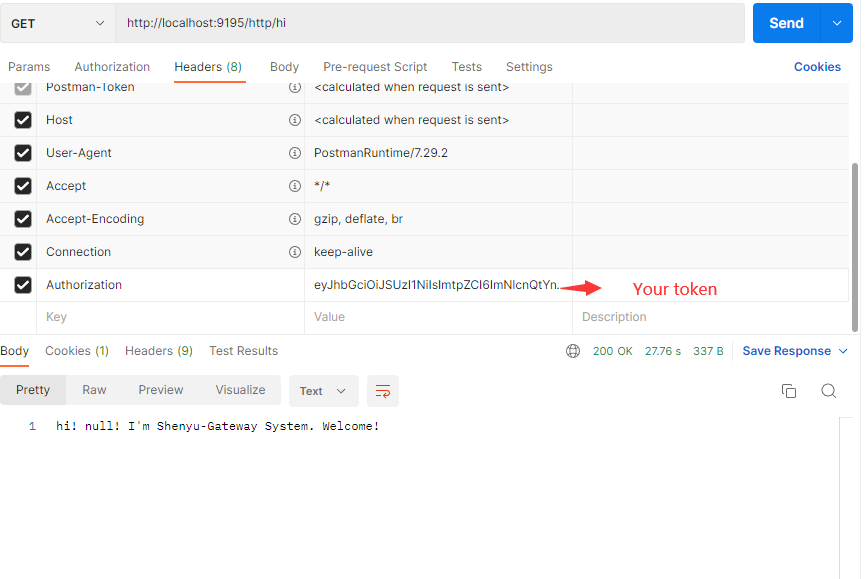 GET http://localhost:9195/http/hi Send
Params Authorization Headers (8) Body Pre-request Script Tests Settings Cookies
Postman-Token <calculated when request is sent>
Host <calculated when request is sent>
User-Agent PostmanRuntime/7.29.2
Accept */*
Accept-Encoding gzip, deflate, br
Connection keep-alive
Authorization eyJhbGciOiJSUzI1NiIsImtpZCI6ImNlcnQtYn... Your token
Key Value Description
Body Cookies (1) Headers (9) Test Results 200 OK 27.76 s 337 B Save Response
Pretty Raw Preview Visualize Text
1 hi! null! I'm Shenyu-Gateway System. Welcome!